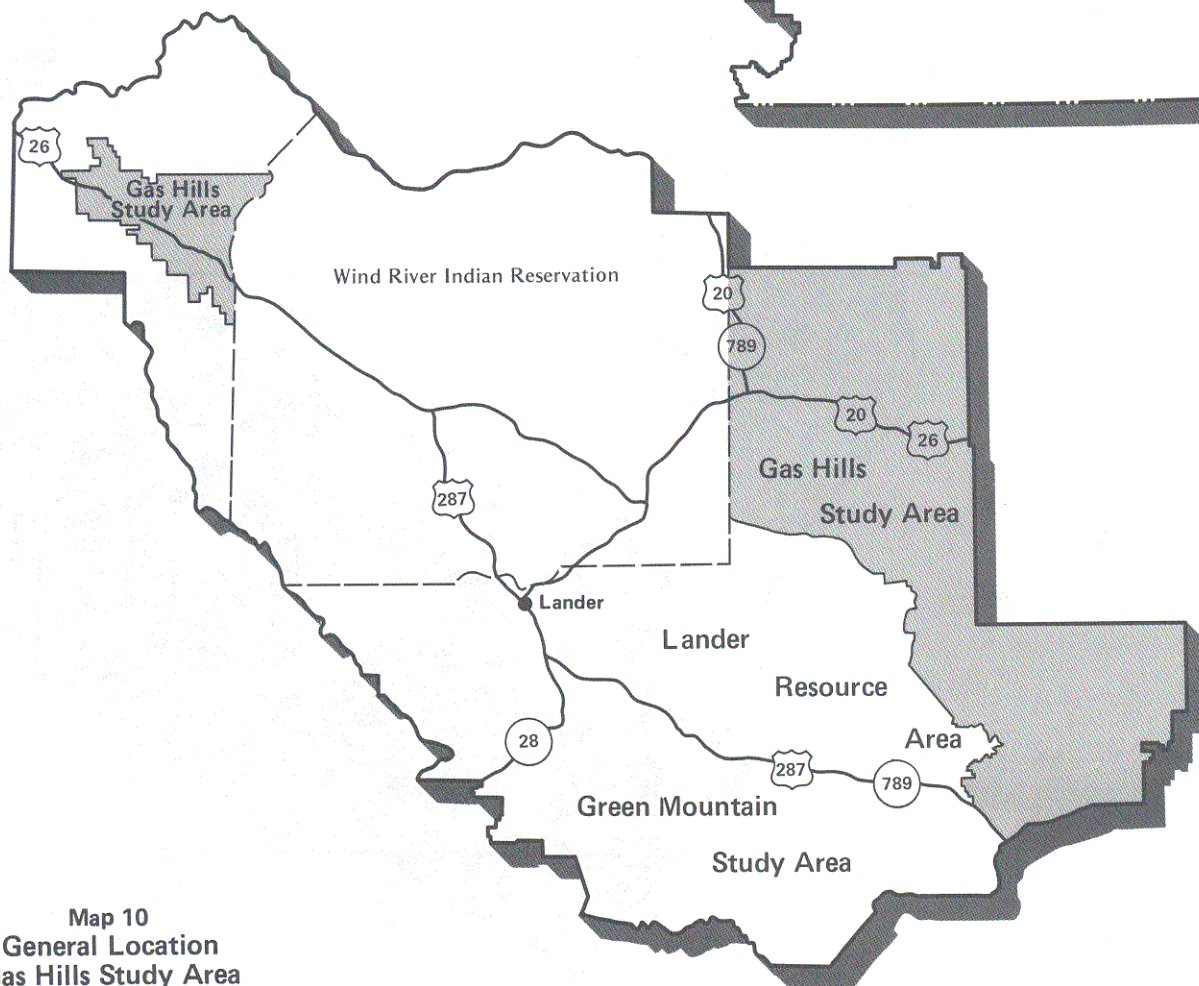 26
Gas Hills
Study Area
Wind River Indian Reservation
20
789
20
26
Gas Hills
Study Area
287
Lander
Lander
Resource
Area
28
287
789
Green Mountain
Study Area
Map 10
General Location
as Hills Study Area